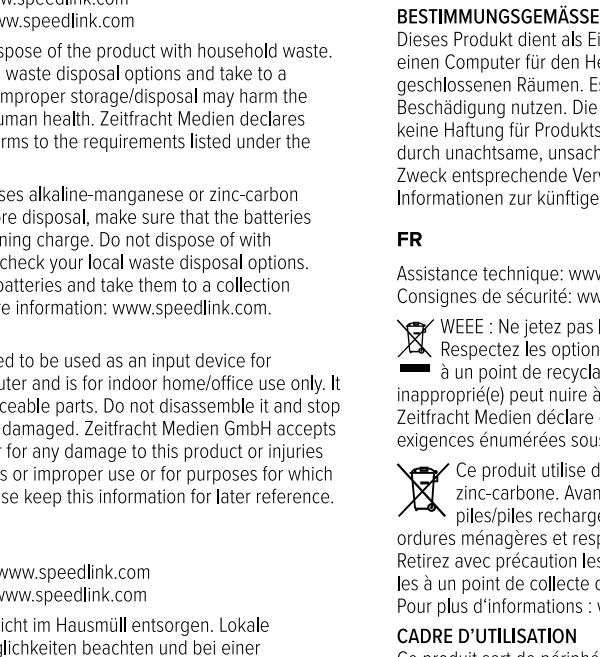 www.speedlink.com
dispose of the product with household waste.
waste disposal options and take to a
mproper storage/disposal may harm the
uman health. Zeitfracht Medien declares
rms to the requirements listed under the
ses alkaline-manganese or zinc-carbon
ore disposal, make sure that the batteries
ning charge. Do not dispose of with
check your local waste disposal options.
batteries and take them to a collection
re information: www.speedlink.com.
ed to be used as an input device for
uter and is for indoor home/office use only. It
ceable parts. Do not disassemble it and stop
damaged. Zeitfracht Medien GmbH accepts
r for any damage to this product or injuries
s or improper use or for purposes for which
se keep this information for later reference.
www.speedlink.com
www.speedlink.com
icht im Hausmüll entsorgen. Lokale
glichkeiten beachten und bei einer
BESTIMMUNGSGEMÄSSE
Dieses Produkt dient als Ei
einen Computer für den He
geschlossenen Räumen. Es
Beschädigung nutzen. Die
keine Haftung für Produkts
durch unachtsame, unsach
Zweck entsprechende Verw
Informationen zur künftige
FR
Assistance technique: www
Consignes de sécurité: ww
WEEE : Ne jetez pas l
Respectez les option
à un point de recycla
inapproprié(e) peut nuire à
Zeitfracht Medien déclare
exigences énumérées sous
Ce produit utilise d
zinc-carbone. Avan
piles/piles recharge
ordures ménagères et resp
Retirez avec précaution les
les à un point de collecte
Pour plus d'informations : w
CADRE D'UTILISATION